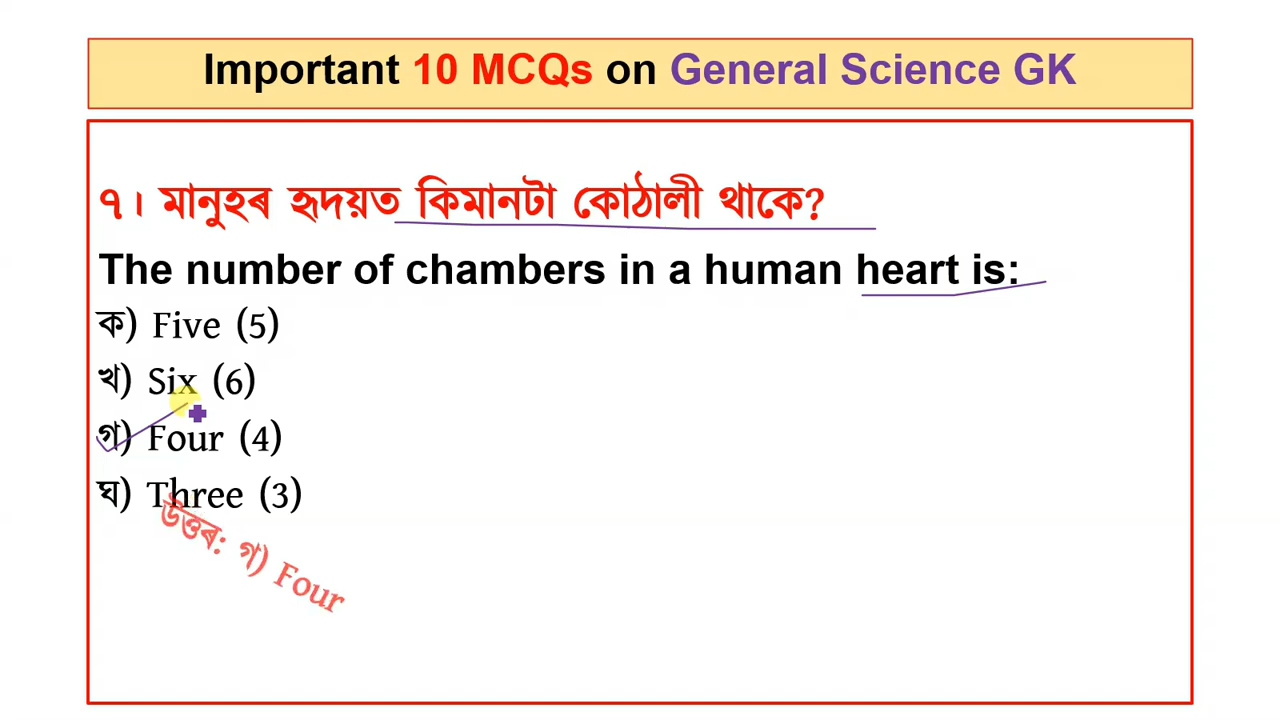 Important 10 MCQs on General Science GK
৭। মানুহৰ হৃদয়ত কিমানটা কোঠালী থাকে?
The number of chambers in a human heart is:
ক) Five (5)
খ) Six (6)
গ) Four (4)
ঘ) Three (3)
উত্তৰ: গ) Four